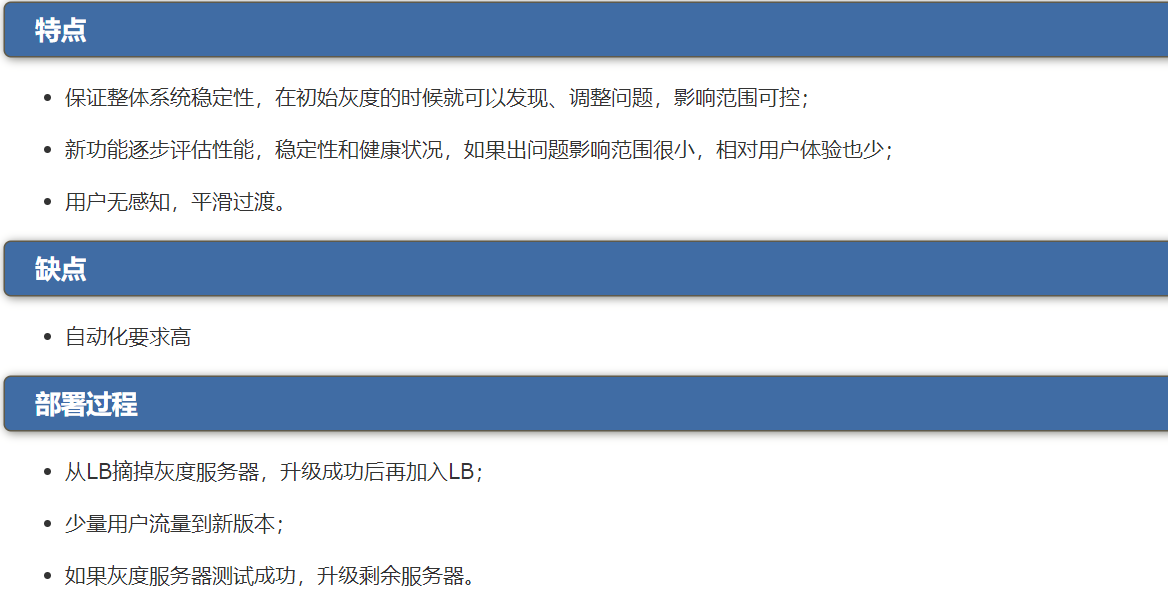 特点
保证整体系统稳定性，在初始灰度的时候就可以发现、调整问题，影响范围可控；
新功能逐步评估性能，稳定性和健康状况，如果出问题影响范围很小，相对用户体验也少；
用户无感知，平滑过渡。
缺点
自动化要求高
部署过程
从LB摘掉灰度服务器，升级成功后再加入LB；
少量用户流量到新版本；
如果灰度服务器测试成功，升级剩余服务器。